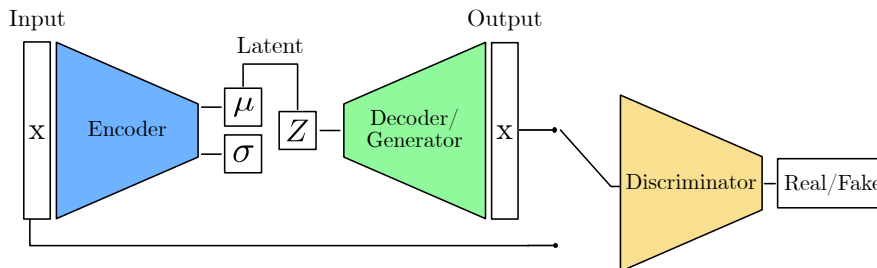 Input
Output
Latent
x
Encoder
μ
σ
Z
Decoder/
Generator
x
Discriminator
Real/Fake